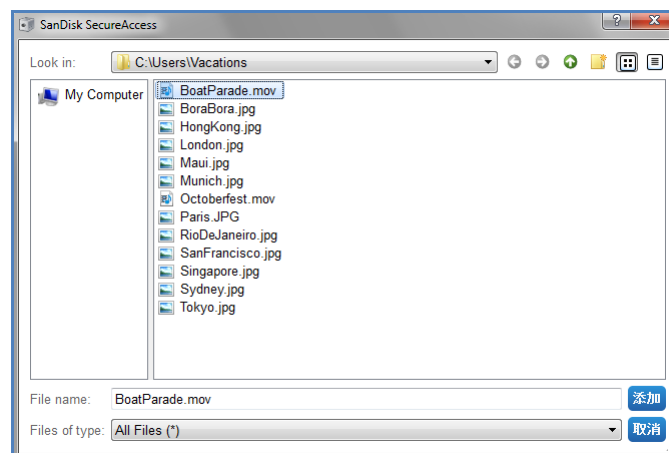 SanDisk SecureAccess
Look in: C:\Users\Vacations
My Computer
BoatParade.mov
BoraBora.jpg
HongKong.jpg
London.jpg
Maui.jpg
Munich.jpg
Octoberfest.mov
Paris.JPG
RioDeJaneiro.jpg
SanFrancisco.jpg
Singapore.jpg
Sydney.jpg
Tokyo.jpg
File name: BoatParade.mov 添加
Files of type: All Files (*) 取消